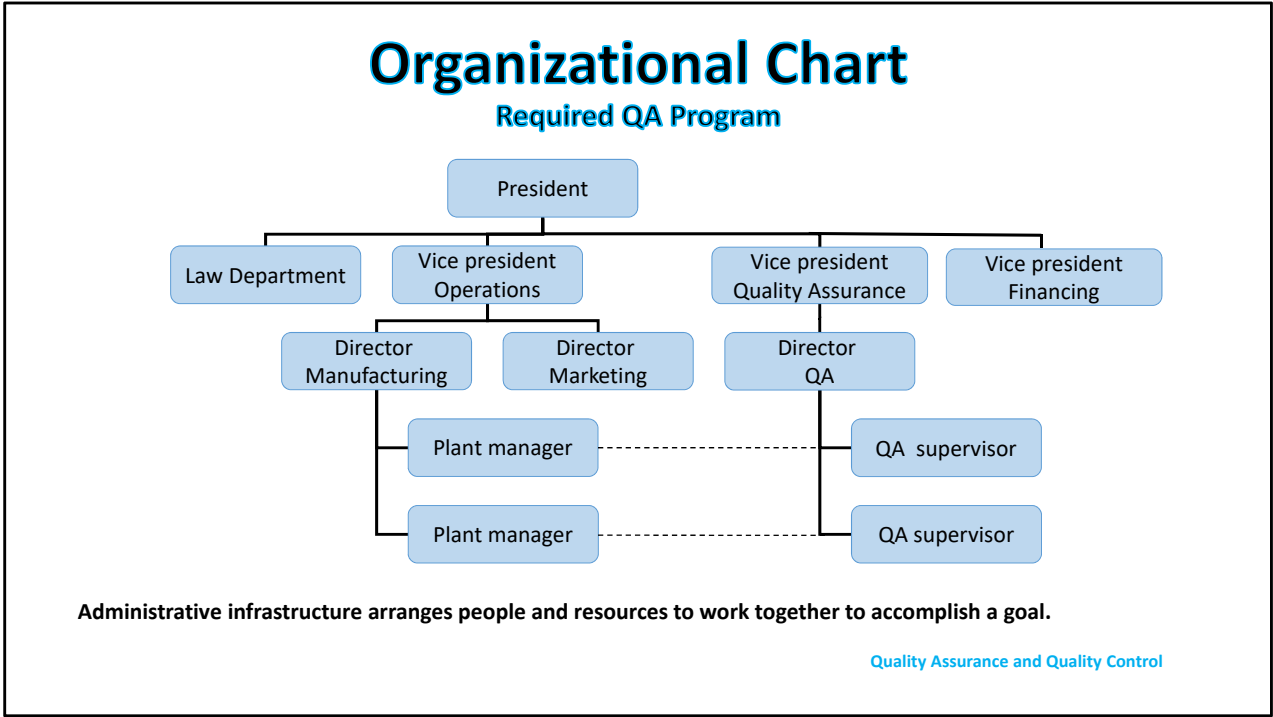 Organizational Chart
Required QA Program
President
Law Department
Vice president
Operations
Vice president
Quality Assurance
Vice president
Financing
Director
Manufacturing
Director
Marketing
Director
QA
Plant manager
QA  supervisor
Plant manager
QA supervisor
Administrative infrastructure arranges people and resources to work together to accomplish a goal.
Quality Assurance and Quality Control